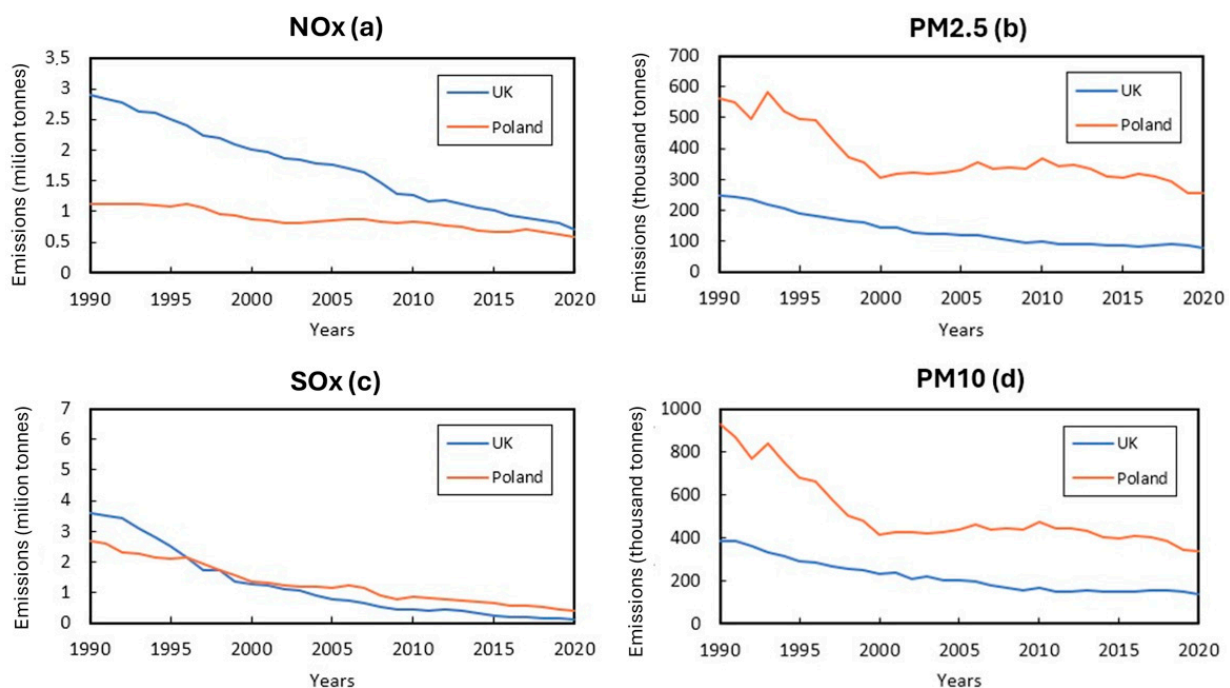 NOx (a)
Emissions (milion tonnes)
3.5
3
2.5
2
1.5
1
0.5
0
UK
Poland
1990 1995 2000 2005 2010 2015 2020
Years
PM2.5 (b)
Emissions (thousand tonnes)
700
600
500
400
300
200
100
0
UK
Poland
1990 1995 2000 2005 2010 2015 2020
Years
SOx (c)
Emissions (milion tonnes)
7
6
5
4
3
2
1
0
UK
Poland
1990 1995 2000 2005 2010 2015 2020
Years
PM10 (d)
Emissions (thousand tonnes)
1000
800
600
400
200
0
UK
Poland
1990 1995 2000 2005 2010 2015 2020
Years